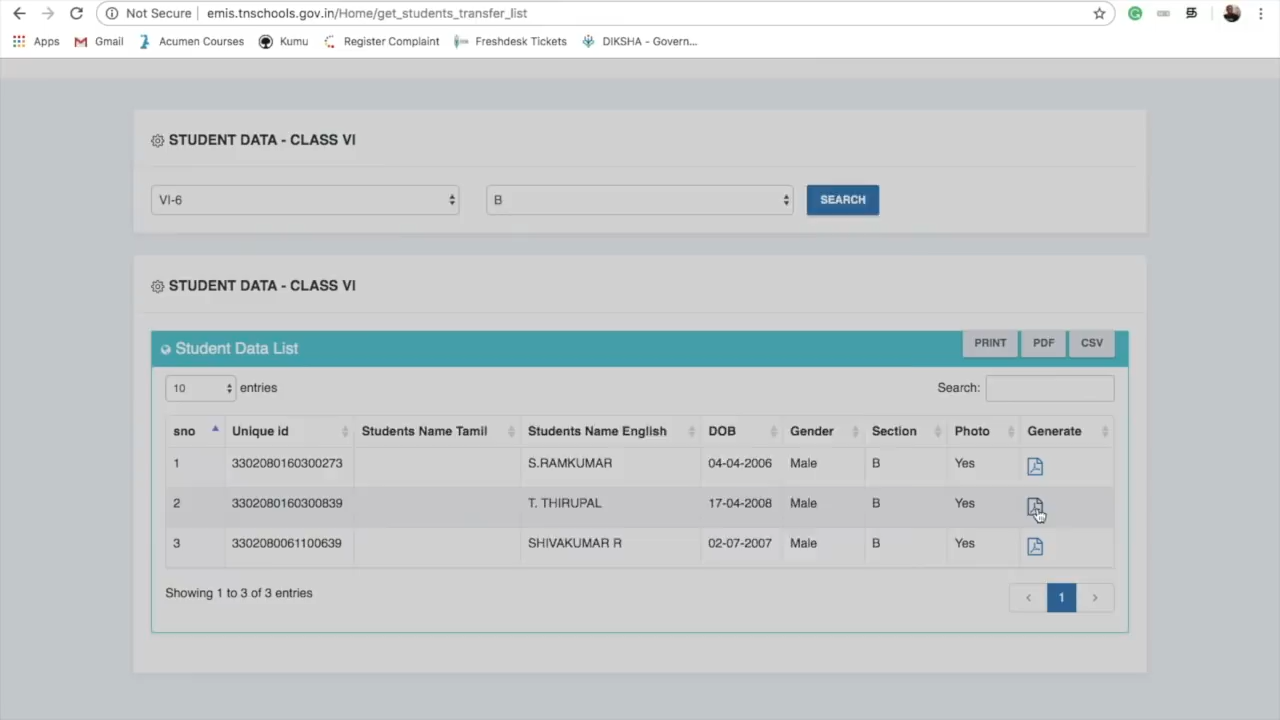 Not Secure | emis.tnschools.gov.in/Home/get_students_transfer_list
Apps Gmail Acumen Courses Kumu Register Complaint Freshdesk Tickets DIKSHA - Govern...
STUDENT DATA - CLASS VI
VI-6 B SEARCH
STUDENT DATA - CLASS VI
Student Data List PRINT PDF CSV
10 entries Search:
sno Unique id Students Name Tamil Students Name English DOB Gender Section Photo Generate
1 3302080160300273 S.RAMKUMAR 04-04-2006 Male B Yes
2 3302080160300839 T. THIRUPAL 17-04-2008 Male B Yes
3 3302080061100639 SHIVAKUMAR R 02-07-2007 Male B Yes
Showing 1 to 3 of 3 entries < 1 >